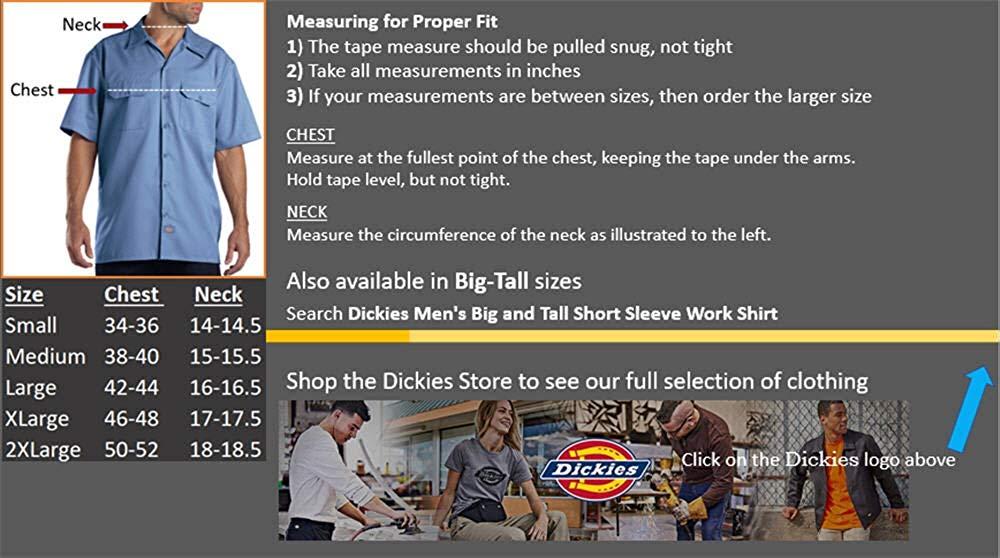 Neck
Chest
Size Chest Neck
Small 34-36 14-14.5
Medium 38-40 15-15.5
Large 42-44 16-16.5
XLarge 46-48 17-17.5
2XLarge 50-52 18-18.5
Measuring for Proper Fit
1) The tape measure should be pulled snug, not tight
2) Take all measurements in inches
3) If your measurements are between sizes, then order the larger size
CHEST
Measure at the fullest point of the chest, keeping the tape under the arms.
Hold tape level, but not tight.
NECK
Measure the circumference of the neck as illustrated to the left.
Also available in Big-Tall sizes
Search Dickies Men's Big and Tall Short Sleeve Work Shirt
Shop the Dickies Store to see our full selection of clothing
Dickies
Click on the Dickies logo above